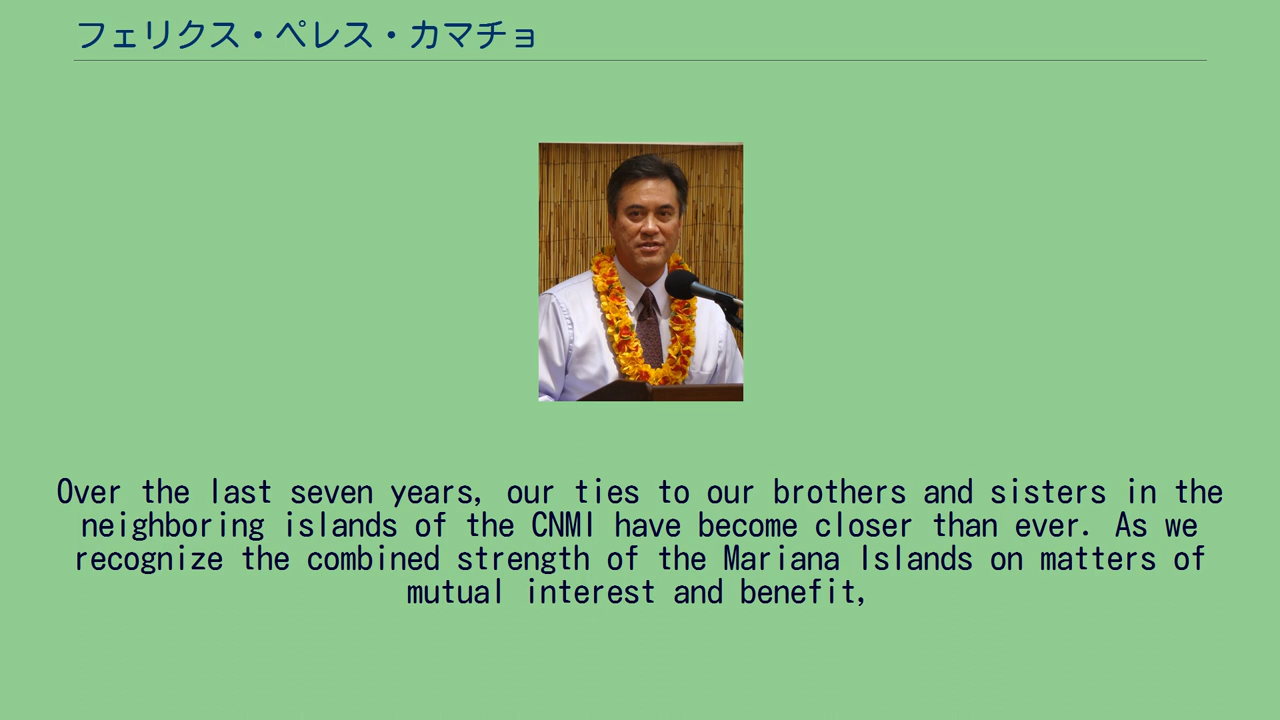 フェリクス・ペレス・カマチョ
Over the last seven years, our ties to our brothers and sisters in the
neighboring islands of the CNMI have become closer than ever. As we
recognize the combined strength of the Mariana Islands on matters of
mutual interest and benefit,